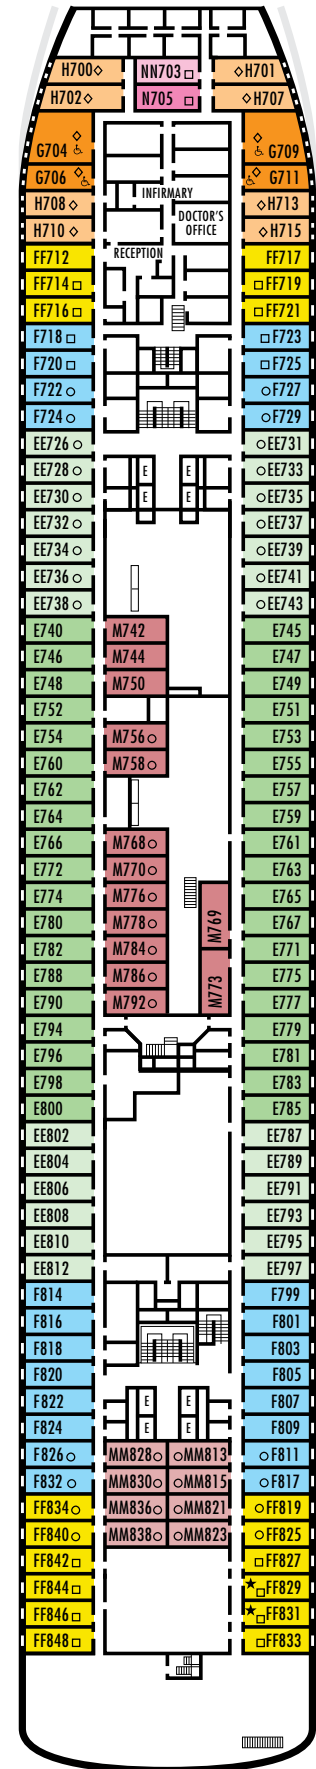 H700 NN703 H701
H702 N705 H707
G704 G709
G706 INFIRMARY G711
H708 DOCTOR'S H713
OFFICE
H710 H715
RECEPTION
FF712 FF717
FF714 FF719
FF716 FF721
F718 F723
F720 F725
F722 F727
F724 F729
EE726 EE731
EE728 E E EE733
EE730 E E EE735
EE732 EE737
EE734 EE739
EE736 EE741
EE738 EE743
E740 M742 E745
E746 M744 E747
E748 M750 E749
E752 E751
E754 M756 E753
E760 M758 E755
E762 E757
E764 E759
E766 M768 E761
E772 M770 E763
E774 M776 M769 E765
E780 M778 E767
E782 M784 E771
E788 M786 M773 E775
E790 M792 E777
E794 E779
E796 E781
E798 E783
E800 E785
EE802 EE787
EE804 EE789
EE806 EE791
EE808 EE793
EE810 EE795
EE812 EE797
F814 F799
F816 F801
F818 F803
F820 F805
F822 E E F807
F824 E E F809
F826 MM828 MM813 F811
F832 MM830 MM815 F817
FF834 MM836 MM821 FF819
FF840 MM838 MM823 FF825
FF842 FF827
FF844 FF829
FF846 FF831
FF848 FF833